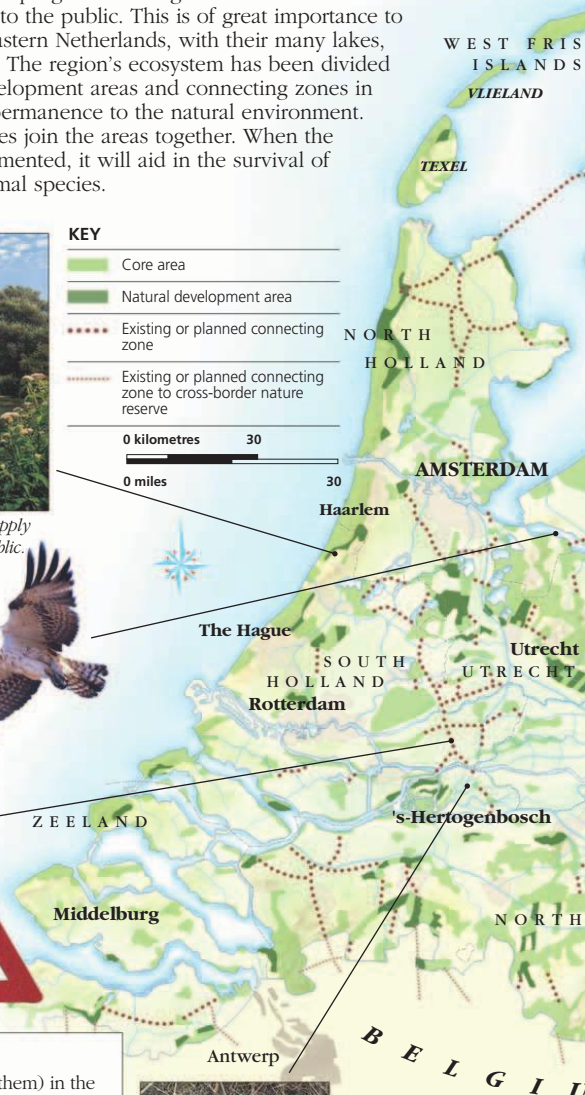 to the public. This is of great importance to
astern Netherlands, with their many lakes,
The region's ecosystem has been divided
elopment areas and connecting zones in
permanence to the natural environment.
es join the areas together. When the
mented, it will aid in the survival of
mal species.
WEST FRIS
ISLANDS
VLIELAND
TEXEL
KEY
Core area
Natural development area
Existing or planned connecting
zone
Existing or planned connecting
zone to cross-border nature
reserve
0 kilometres 30
0 miles 30
NORTH
HOLLAND
AMSTERDAM
Haarlem
pply
blic.
The Hague
SOUTH
HOLLAND
Utrecht
UTRECHT
Rotterdam
ZEELAND
's-Hertogenbosch
Middelburg
NORTH
Antwerp
BELGIU
them) in the